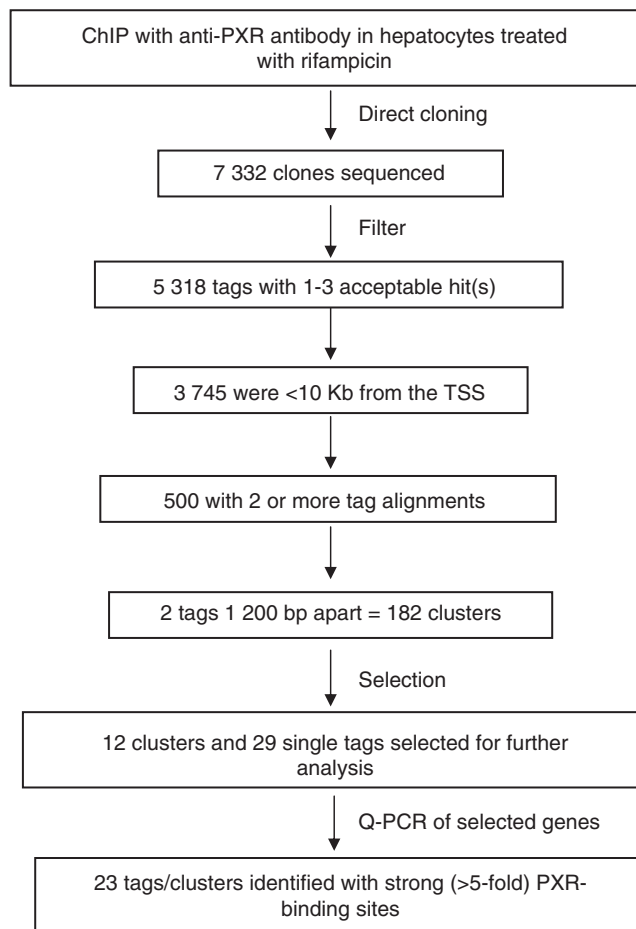 ChIP with anti-PXR antibody in hepatocytes treated
with rifampicin
Direct cloning
7 332 clones sequenced
Filter
5 318 tags with 1-3 acceptable hit(s)
3 745 were <10 Kb from the TSS
500 with 2 or more tag alignments
2 tags 1 200 bp apart = 182 clusters
Selection
12 clusters and 29 single tags selected for further
analysis
Q-PCR of selected genes
23 tags/clusters identified with strong (>5-fold) PXR-
binding sites